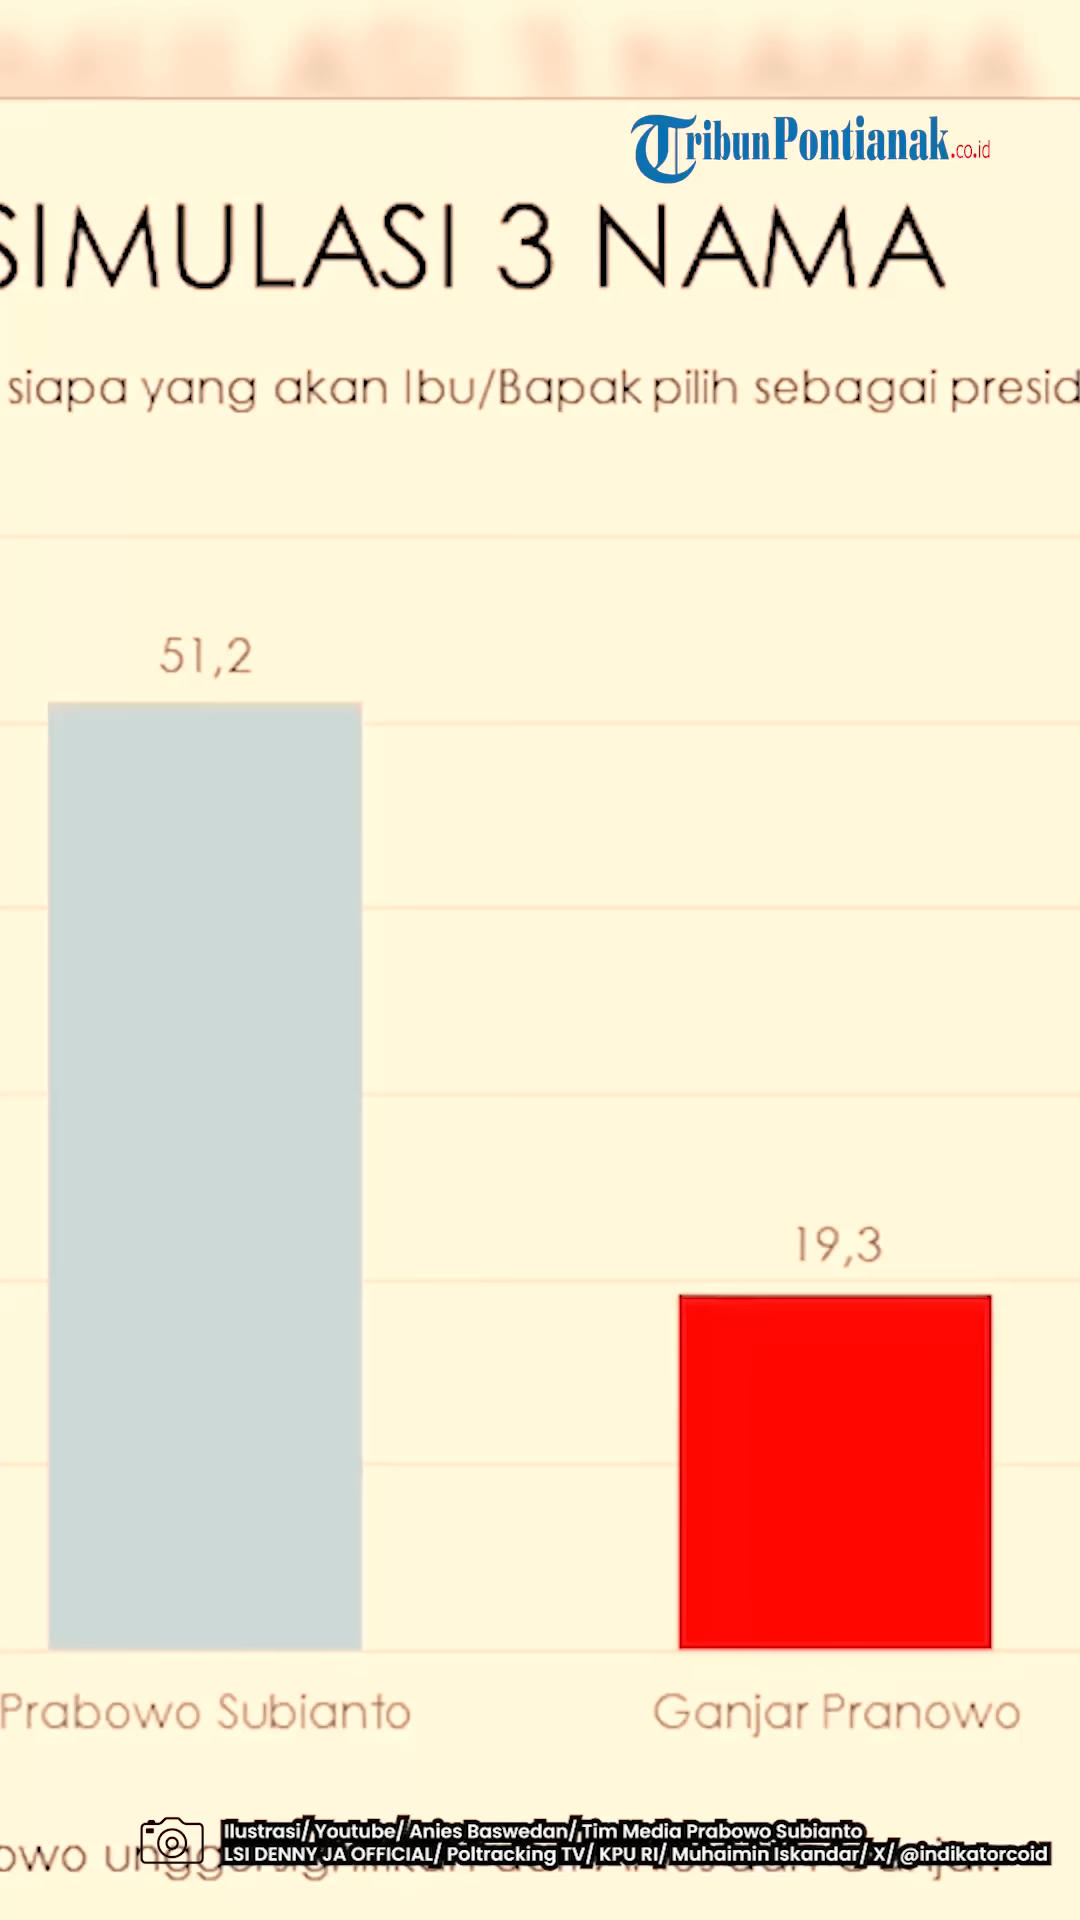 TribunPontianak.co.id
SIMULASI 3 NAMA
siapa yang akan Ibu/Bapak pilih sebagai presid
51,2
19,3
Prabowo Subianto
Ganjar Pranowo
Ilustrasi/ Youtube/ Anies Baswedan/ Tim Media Prabowo Subianto
LSI DENNY JA OFFICIAL/ Poltracking TV/ KPU RI/ Muhaimin Iskandar/ X/ @indikatorcoid